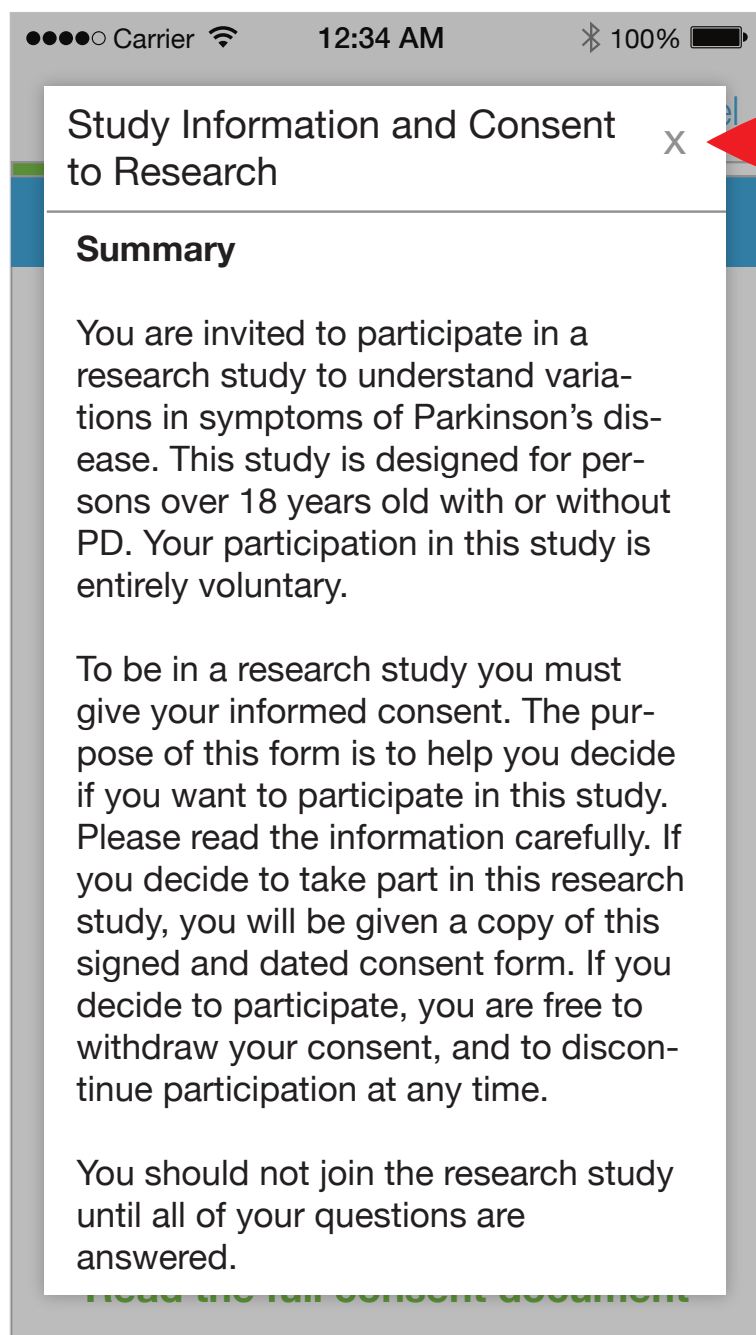 Carrier 12:34 AM 100%
Study Information and Consent
x
to Research
Summary
You are invited to participate in a
research study to understand varia-
tions in symptoms of Parkinson’s dis-
ease. This study is designed for per-
sons over 18 years old with or without
PD. Your participation in this study is
entirely voluntary.
To be in a research study you must
give your informed consent. The pur-
pose of this form is to help you decide
if you want to participate in this study.
Please read the information carefully. If
you decide to take part in this research
study, you will be given a copy of this
signed and dated consent form. If you
decide to participate, you are free to
withdraw your consent, and to discon-
tinue participation at any time.
You should not join the research study
until all of your questions are
answered.
Read the full consent document